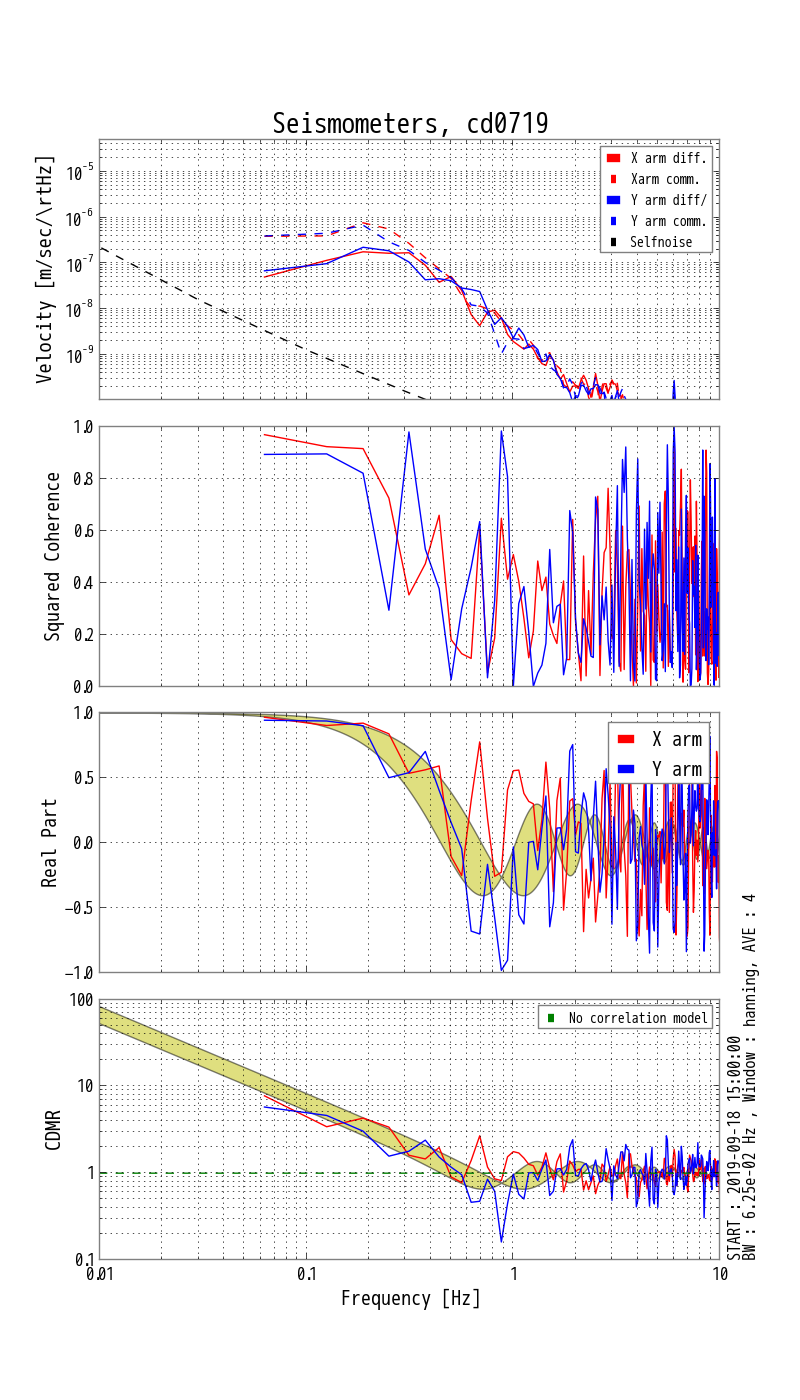 Seismometers, cd0719
Velocity [m/sec/\rtHz]
10^-5
10^-6
10^-7
10^-8
10^-9
X arm diff.
Xarm comm.
Y arm diff/
Y arm comm.
Selfnoise
Squared Coherence
1.0
0.8
0.6
0.4
0.2
0.0
Real Part
1.0
0.5
0.0
−0.5
−1.0
X arm
Y arm
CDMR
100
10
1
0.1
No correlation model
0.01
0.1
1
10
Frequency [Hz]
START : 2019-09-18 15:00:00
BW : 6.25e-02 Hz , Window : hanning, AVE : 4